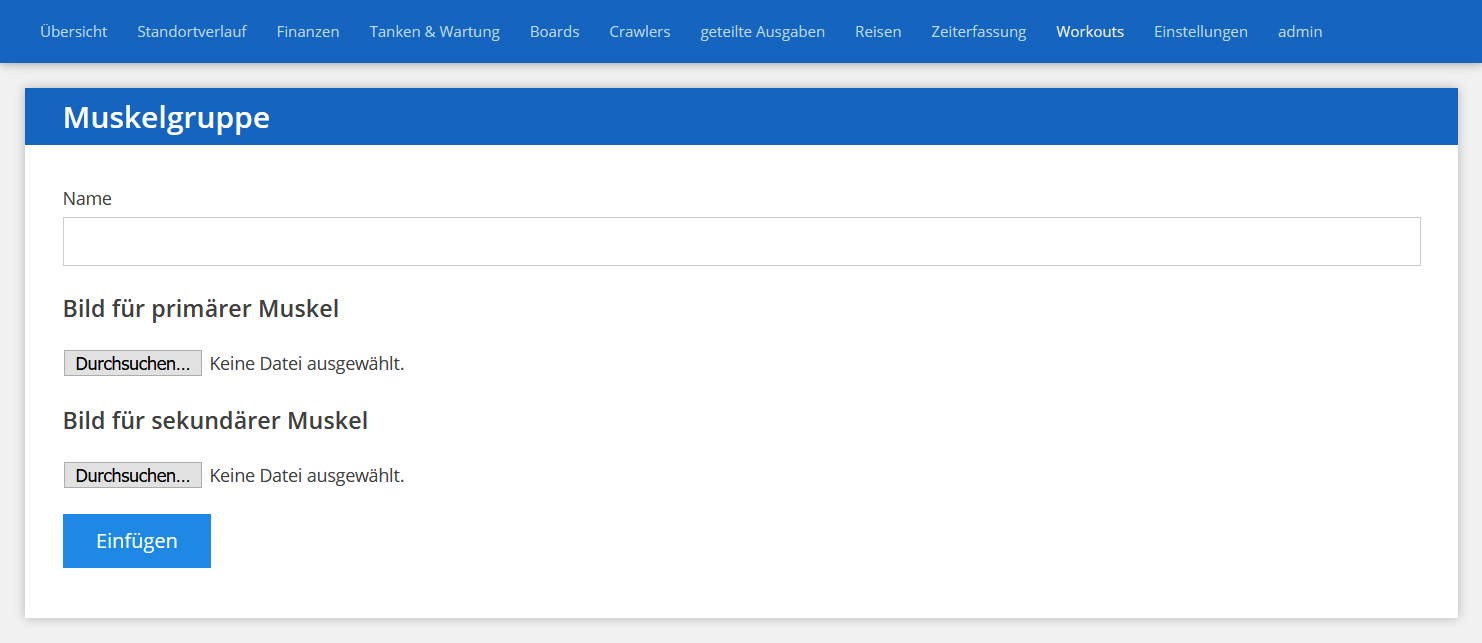 Übersicht Standortverlauf Finanzen Tanken & Wartung Boards Crawlers geteilte Ausgaben Reisen Zeiterfassung Workouts Einstellungen admin
Muskelgruppe
Name
Bild für primärer Muskel
Durchsuchen... Keine Datei ausgewählt.
Bild für sekundärer Muskel
Durchsuchen... Keine Datei ausgewählt.
Einfügen